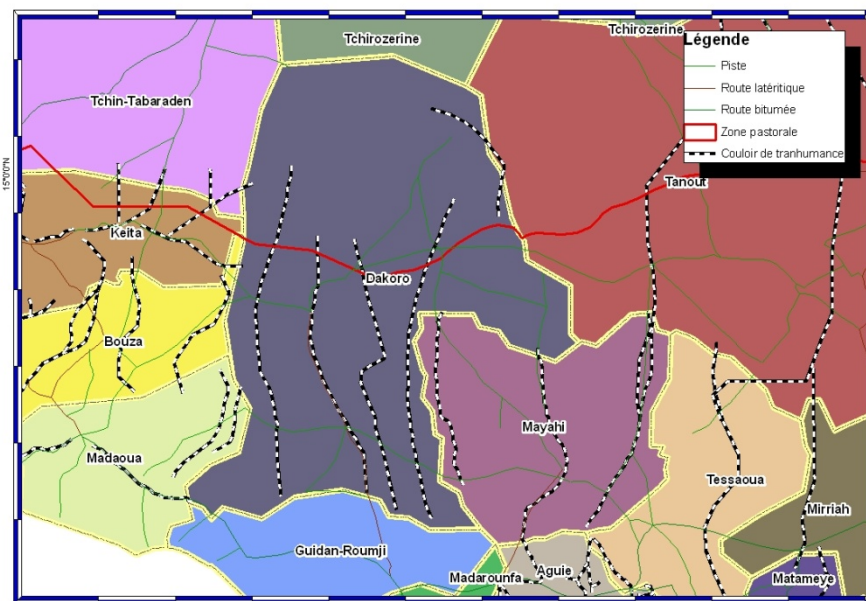 Tchirozerine
Tchirozerine
Légende
Piste
Route latéritique
Route bitumée
Zone pastorale
Couloir de tranhumance
Tchin-Tabaraden
15°0'0"N
Tanout
Keita
Dakoro
Bouza
Mayahi
Madaoua
Tessaoua
Mirriah
Guidan-Roumji
Madarounfa
Aguie
Matameye